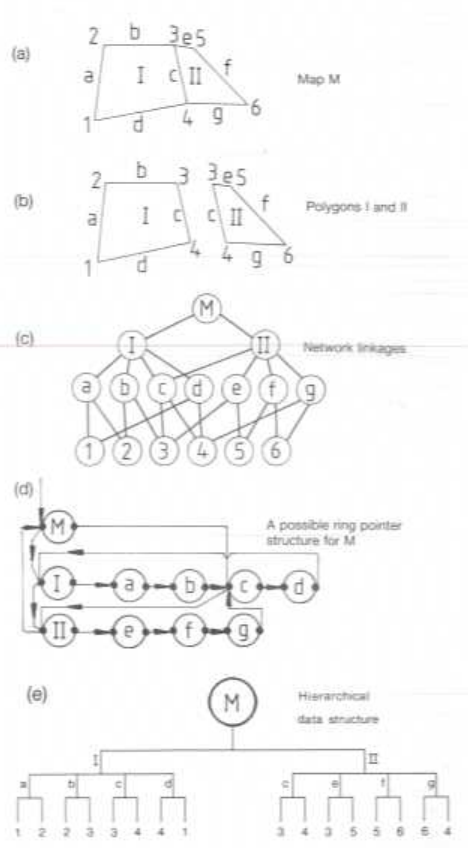 (a)
2 b 3 e 5
a I c II f
Map M
1 d 4 g 6
(b)
2 b 3 3 e 5
a I c c II f
Polygons I and II
1 d 4 4 g 6
(c)
M
I II
Network linkages
a b c d e f g
1 2 3 4 5 6
(d)
M
A possible ring pointer
structure for M
I a b c d
II e f g
(e)
M
Hierarchical
data structure
I II
a b c d c e f g
1 2 2 3 3 4 4 1 3 4 3 5 5 6 6 4